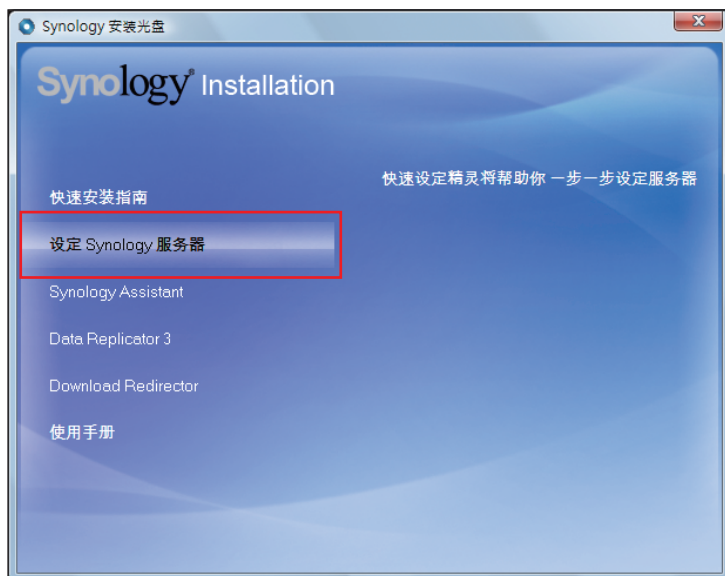 Synology 安装光盘
Synology® Installation
快速设定精灵将帮助你 一步一步设定服务器
快速安装指南
设定 Synology 服务器
Synology Assistant
Data Replicator 3
Download Redirector
使用手册